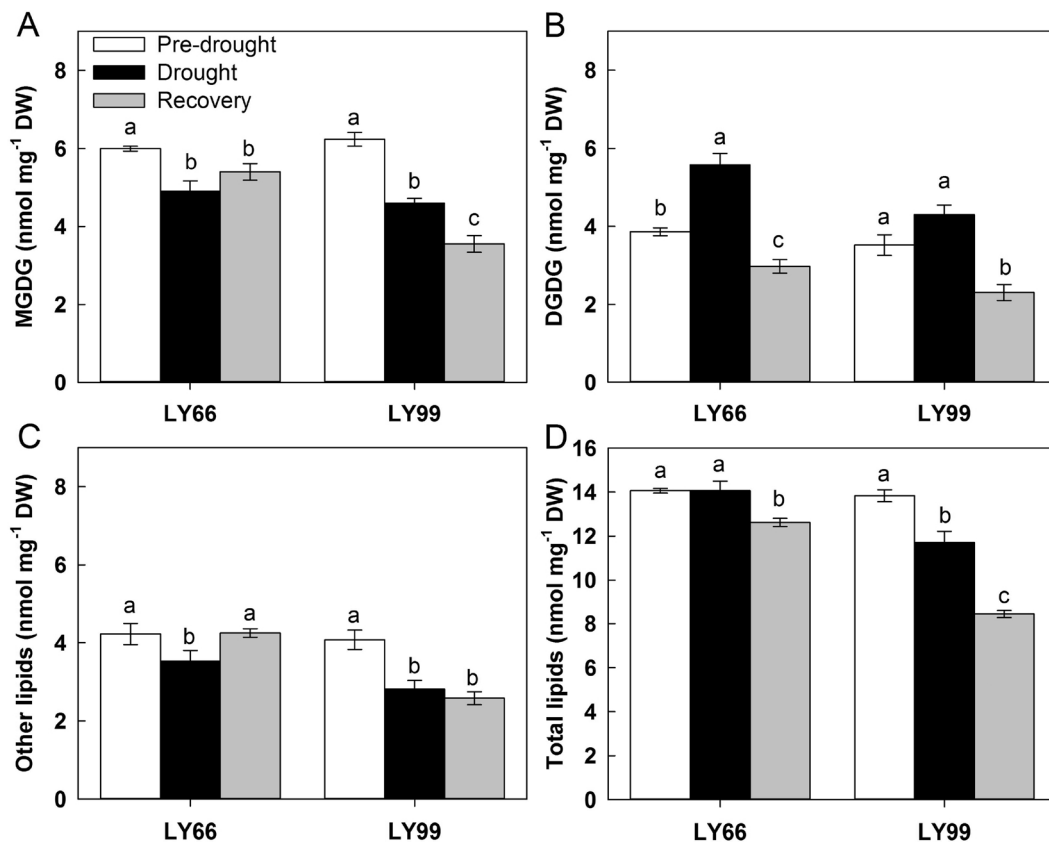 A
Pre-drought
Drought
Recovery
MGDG (nmol mg⁻¹ DW)
8
6
4
2
0
a
b
b
a
b
c
LY66
LY99
B
DGDG (nmol mg⁻¹ DW)
8
6
4
2
0
b
a
c
a
a
b
LY66
LY99
C
Other lipids (nmol mg⁻¹ DW)
8
6
4
2
0
a
b
a
a
b
b
LY66
LY99
D
Total lipids (nmol mg⁻¹ DW)
16
14
12
10
8
6
4
2
0
a
a
b
a
b
c
LY66
LY99